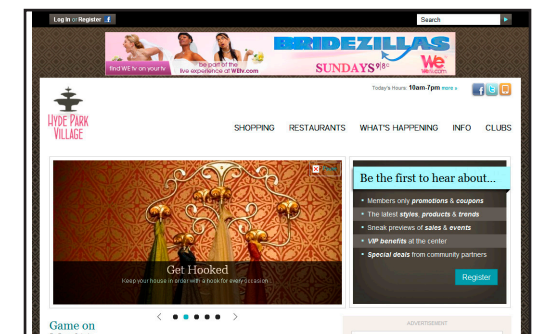 Log In or Register f
Search
BRIDEZILLAS
find WE tv on your tv
be part of the
live experience at WEtv.com
SUNDAYS 9|8c
We
Today's Hours: 10am-7pm more »
HYDE PARK
VILLAGE
SHOPPING RESTAURANTS WHAT'S HAPPENING INFO CLUBS
Be the first to hear about...
• Members only promotions & coupons
• The latest styles, products & trends
• Sneak previews of sales & events
• VIP benefits at the center
• Special deals from community partners
Register
Get Hooked
Keep your house in order with a hook for every occasion
Game on
ADVERTISEMENT